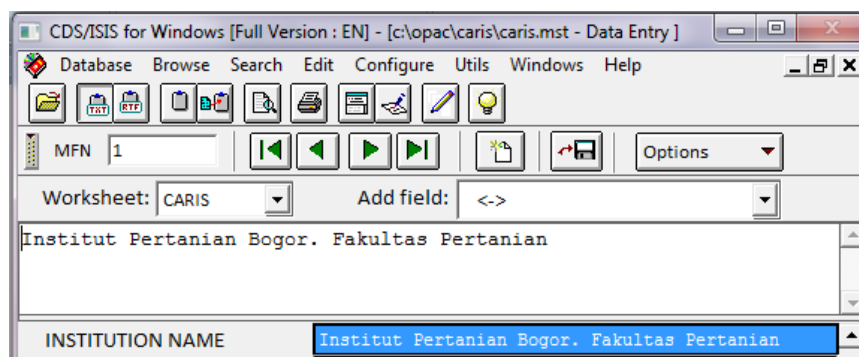 CDS/ISIS for Windows [Full Version : EN] - [c:\opac\caris\caris.mst - Data Entry ]
Database Browse Search Edit Configure Utils Windows Help
TXT RTF
MFN 1 Options
Worksheet: CARIS Add field: <->
Institut Pertanian Bogor. Fakultas Pertanian
INSTITUTION NAME Institut Pertanian Bogor. Fakultas Pertanian